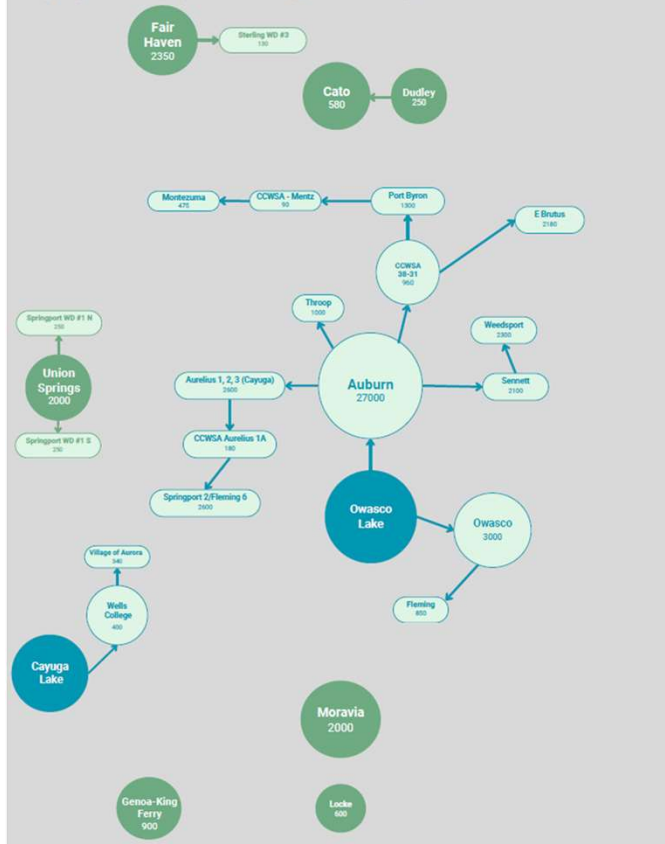 Fair
Haven
2350
Sterling WD #3
130
Cato
580
Dudley
250
Montezuma
475
CCWSA - Mentz
93
Port Byron
1300
E Brutus
2180
CCWSA
28-31
960
Throop
1000
Weedsport
2300
Springport WD #1 N
250
Union
Springs
2000
Aurelius 1, 2, 3 (Cayuga)
2600
Auburn
27000
Sennett
2100
Springport WD #1 S
250
CCWSA Aurelius 1A
180
Springport 2/Fleming 6
2600
Owasco
Lake
Owasco
3000
Village of Aurora
340
Wells
College
400
Fleming
850
Cayuga
Lake
Moravia
2000
Genoa-King
Ferry
900
Locke
600